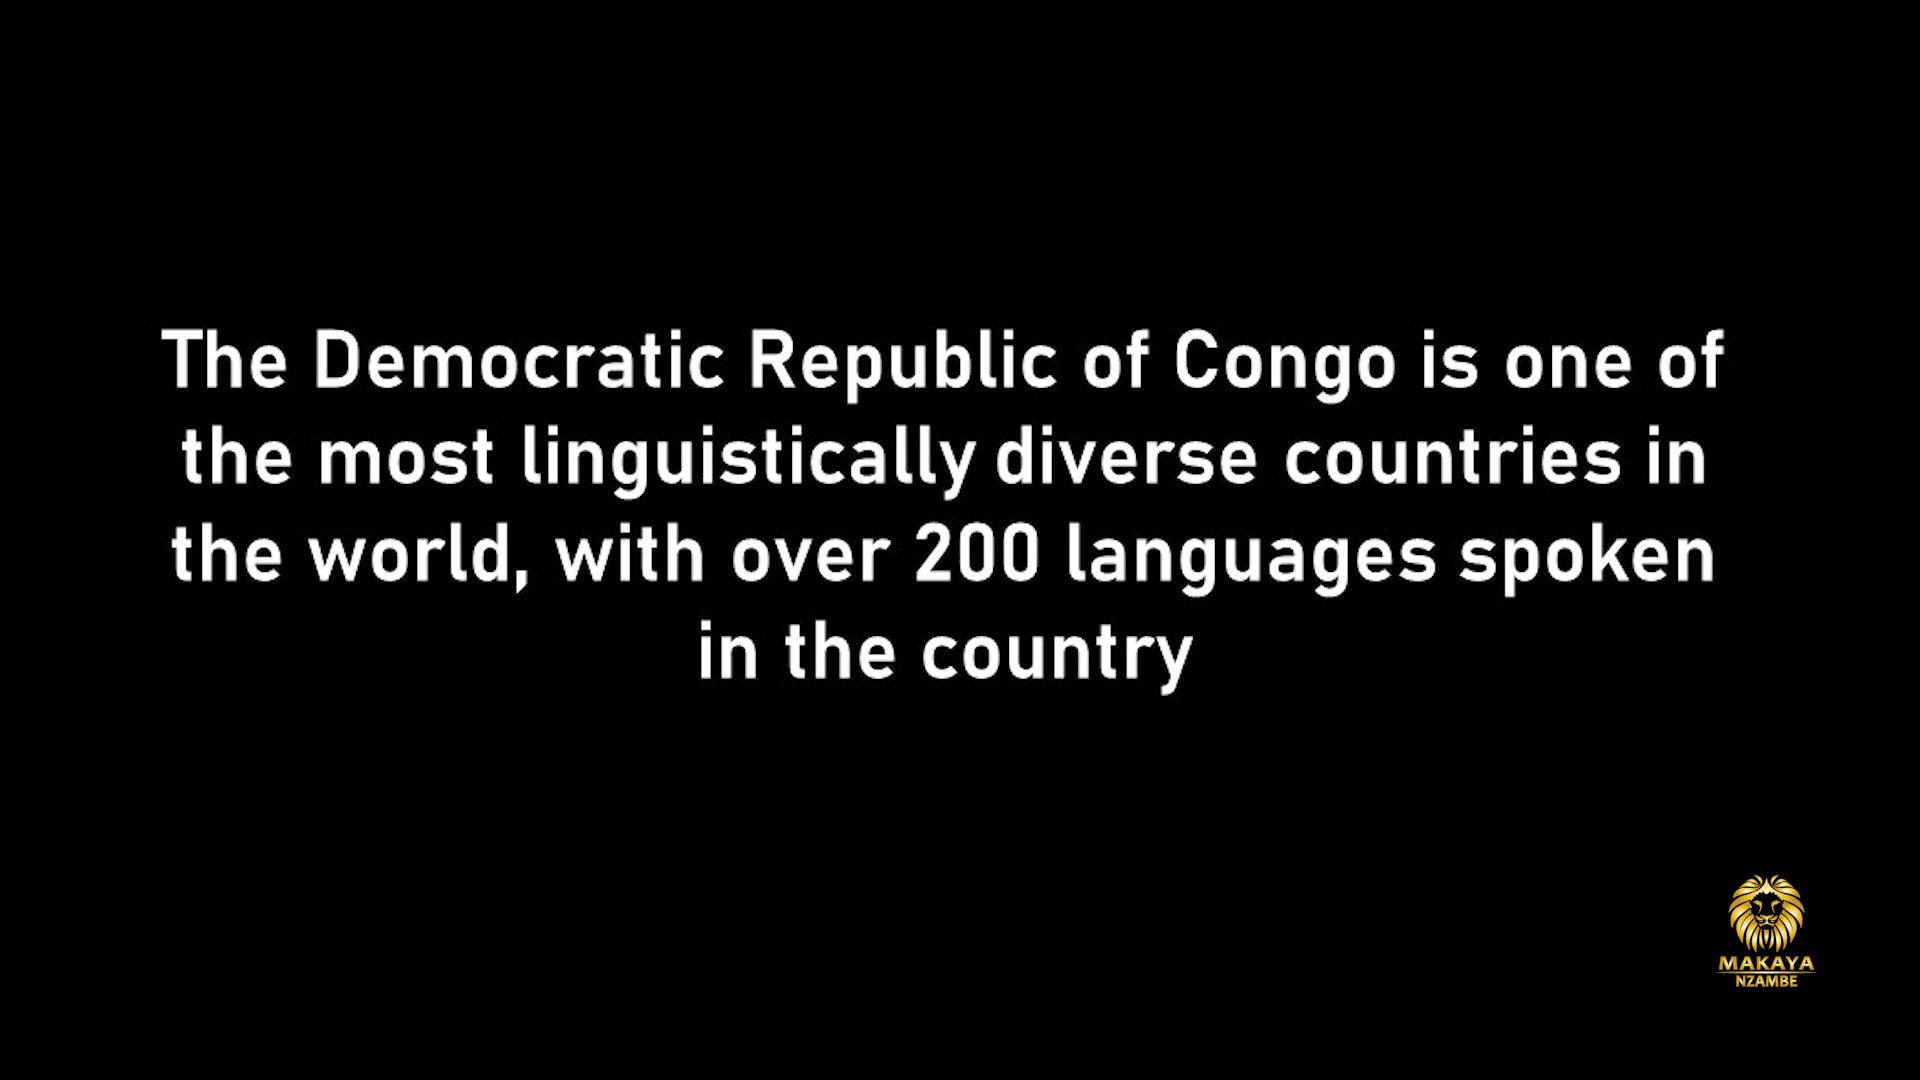 The Democratic Republic of Congo is one of
the most linguistically diverse countries in
the world, with over 200 languages spoken
in the country
MAKAYA
NZAMBE